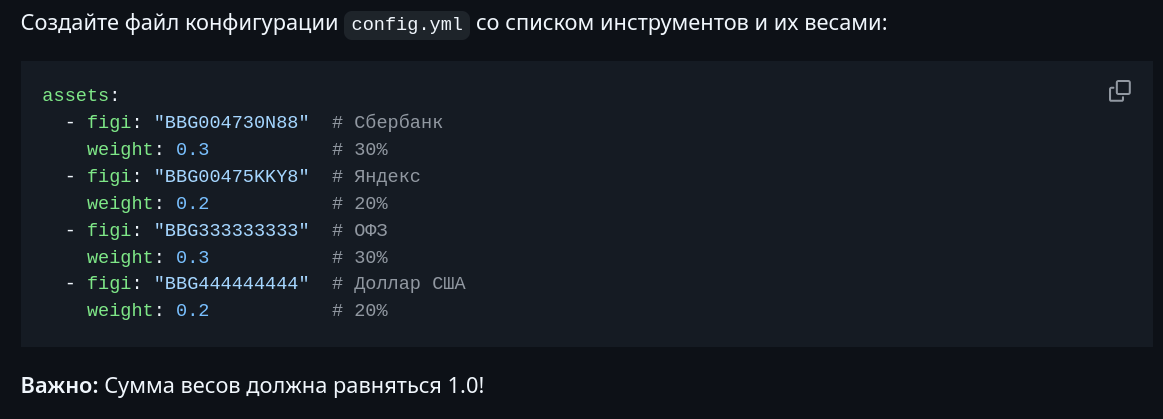 Создайте файл конфигурации config.yml со списком инструментов и их весами:
assets:
  - figi: "BBG004730N88"  # Сбербанк
    weight: 0.3           # 30%
  - figi: "BBG00475KKY8"  # Яндекс
    weight: 0.2           # 20%
  - figi: "BBG333333333"  # ОФЗ
    weight: 0.3           # 30%
  - figi: "BBG444444444"  # Доллар США
    weight: 0.2           # 20%
Важно: Сумма весов должна равняться 1.0!